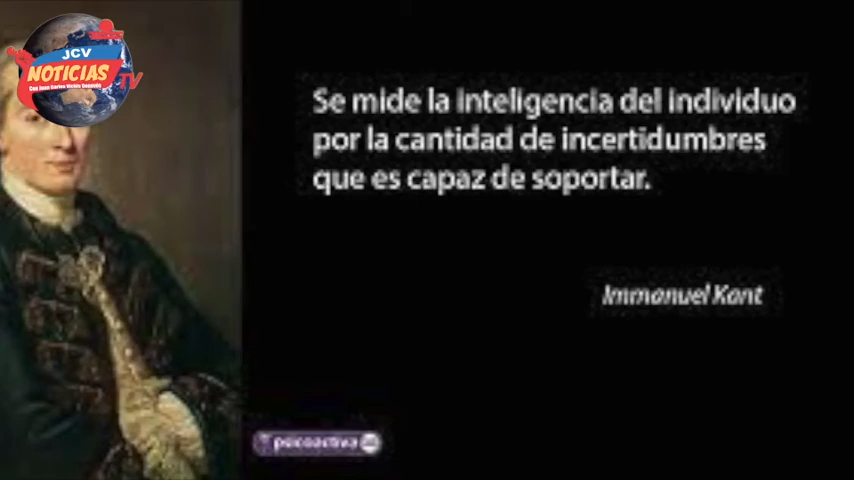 JCV
NOTICIAS
TV
Se mide la inteligencia del individuo
por la cantidad de incertidumbres
que es capaz de soportar.
Immanuel Kant
psicoactiva